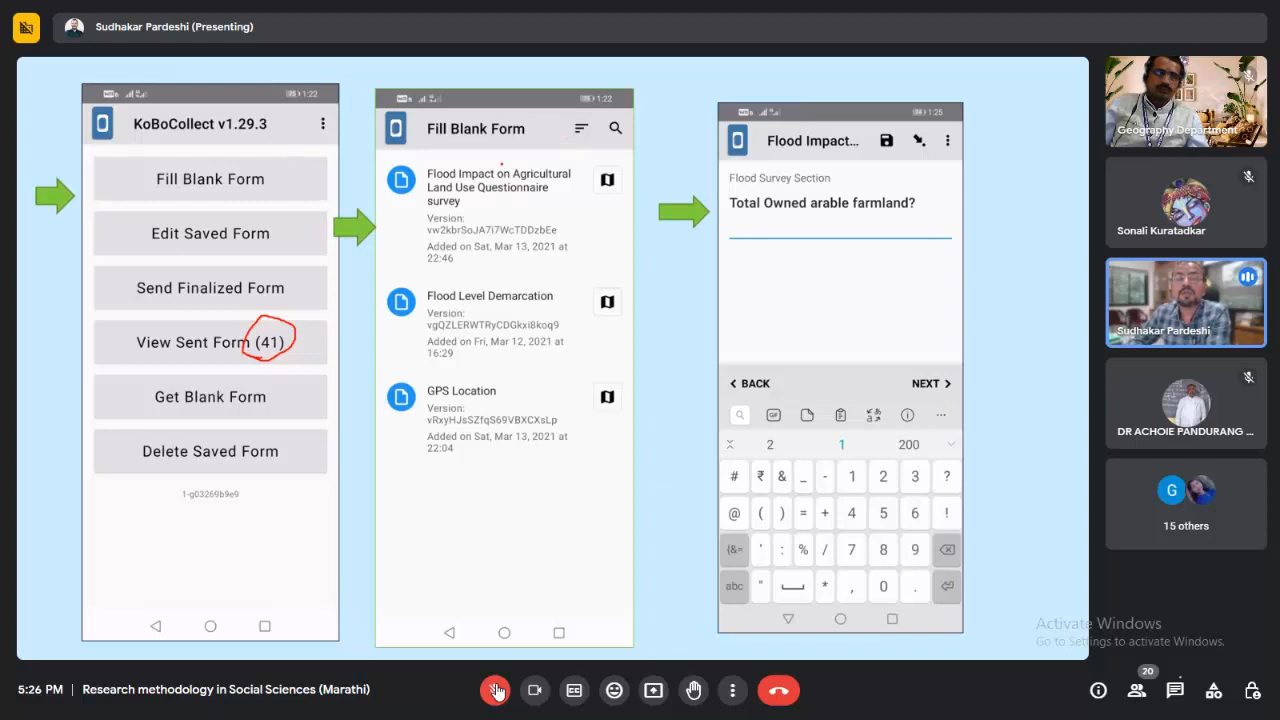 Sudhakar Pardeshi (Presenting)
1:22
KoBoCollect v1.29.3
Fill Blank Form
Edit Saved Form
Send Finalized Form
View Sent Form (41)
Get Blank Form
Delete Saved Form
1-g03269b9e9
1:22
Fill Blank Form
Flood Impact on Agricultural
Land Use Questionnaire
survey
Version:
vw2kbrSoJA7i7WcTDDzbEe
Added on Sat, Mar 13, 2021 at
22:46
Flood Level Demarcation
Version:
vgQZLERWTRyCDGkxi8koq9
Added on Fri, Mar 12, 2021 at
16:29
GPS Location
Version:
vRxyHJsSZfqS69VBXCXsLp
Added on Sat, Mar 13, 2021 at
22:04
1:25
Flood Impact...
Flood Survey Section
Total Owned arable farmland?
BACK NEXT
GIF
2 1 200
# ₹ & _ - 1 2 3 ?
@ ( ) = + 4 5 6 !
{&= ' : % / 7 8 9
abc " * , 0 .
Geography Department
Sonali Kuratadkar
Sudhakar Pardeshi
DR ACHOIE PANDURANG ...
G
15 others
Activate Windows
Go to Settings to activate Windows.
5:26 PM | Research methodology in Social Sciences (Marathi)
20